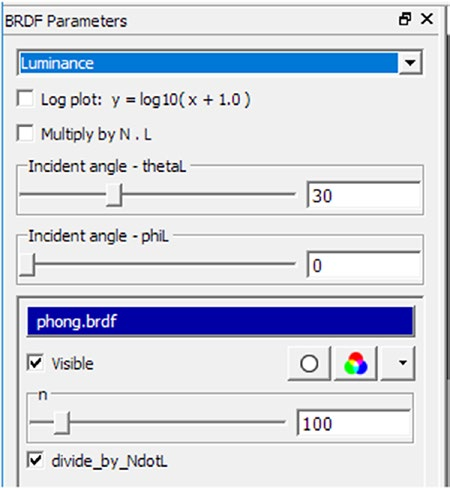 BRDF Parameters
Luminance
Log plot: y = log10( x + 1.0 )
Multiply by N . L
Incident angle - thetaL
30
Incident angle - phiL
0
phong.brdf
Visible
n
100
divide_by_NdotL